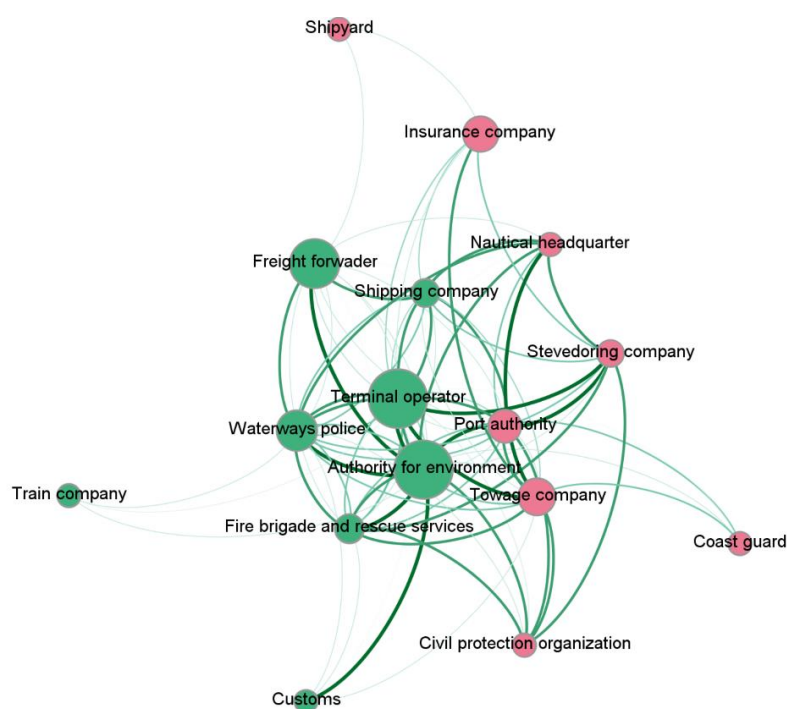 Shipyard
Insurance company
Nautical headquarter
Freight forwader
Shipping company
Stevedoring company
Terminal operator
Port authority
Waterways police
Authority for environment
Train company
Towage company
Fire brigade and rescue services
Coast guard
Civil protection organization
Customs